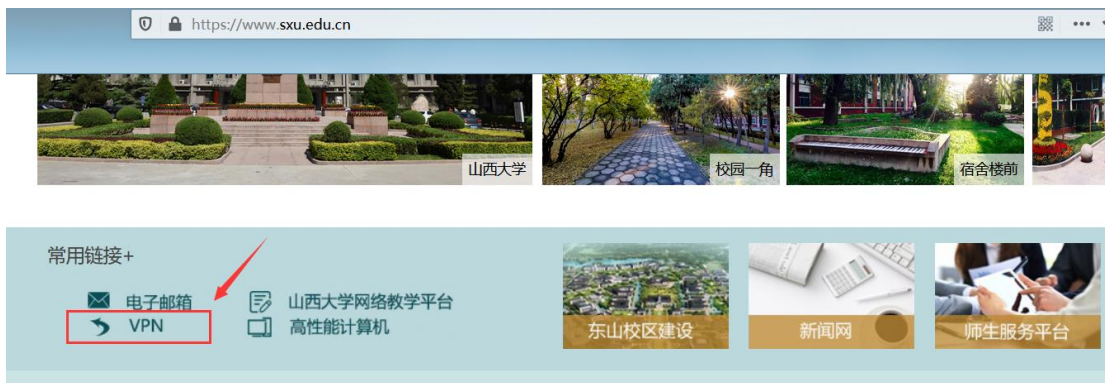 https://www.sxu.edu.cn
山西大学
校园一角
宿舍楼前
常用链接+
电子邮箱
山西大学网络教学平台
VPN
高性能计算机
东山校区建设
新闻网
师生服务平台